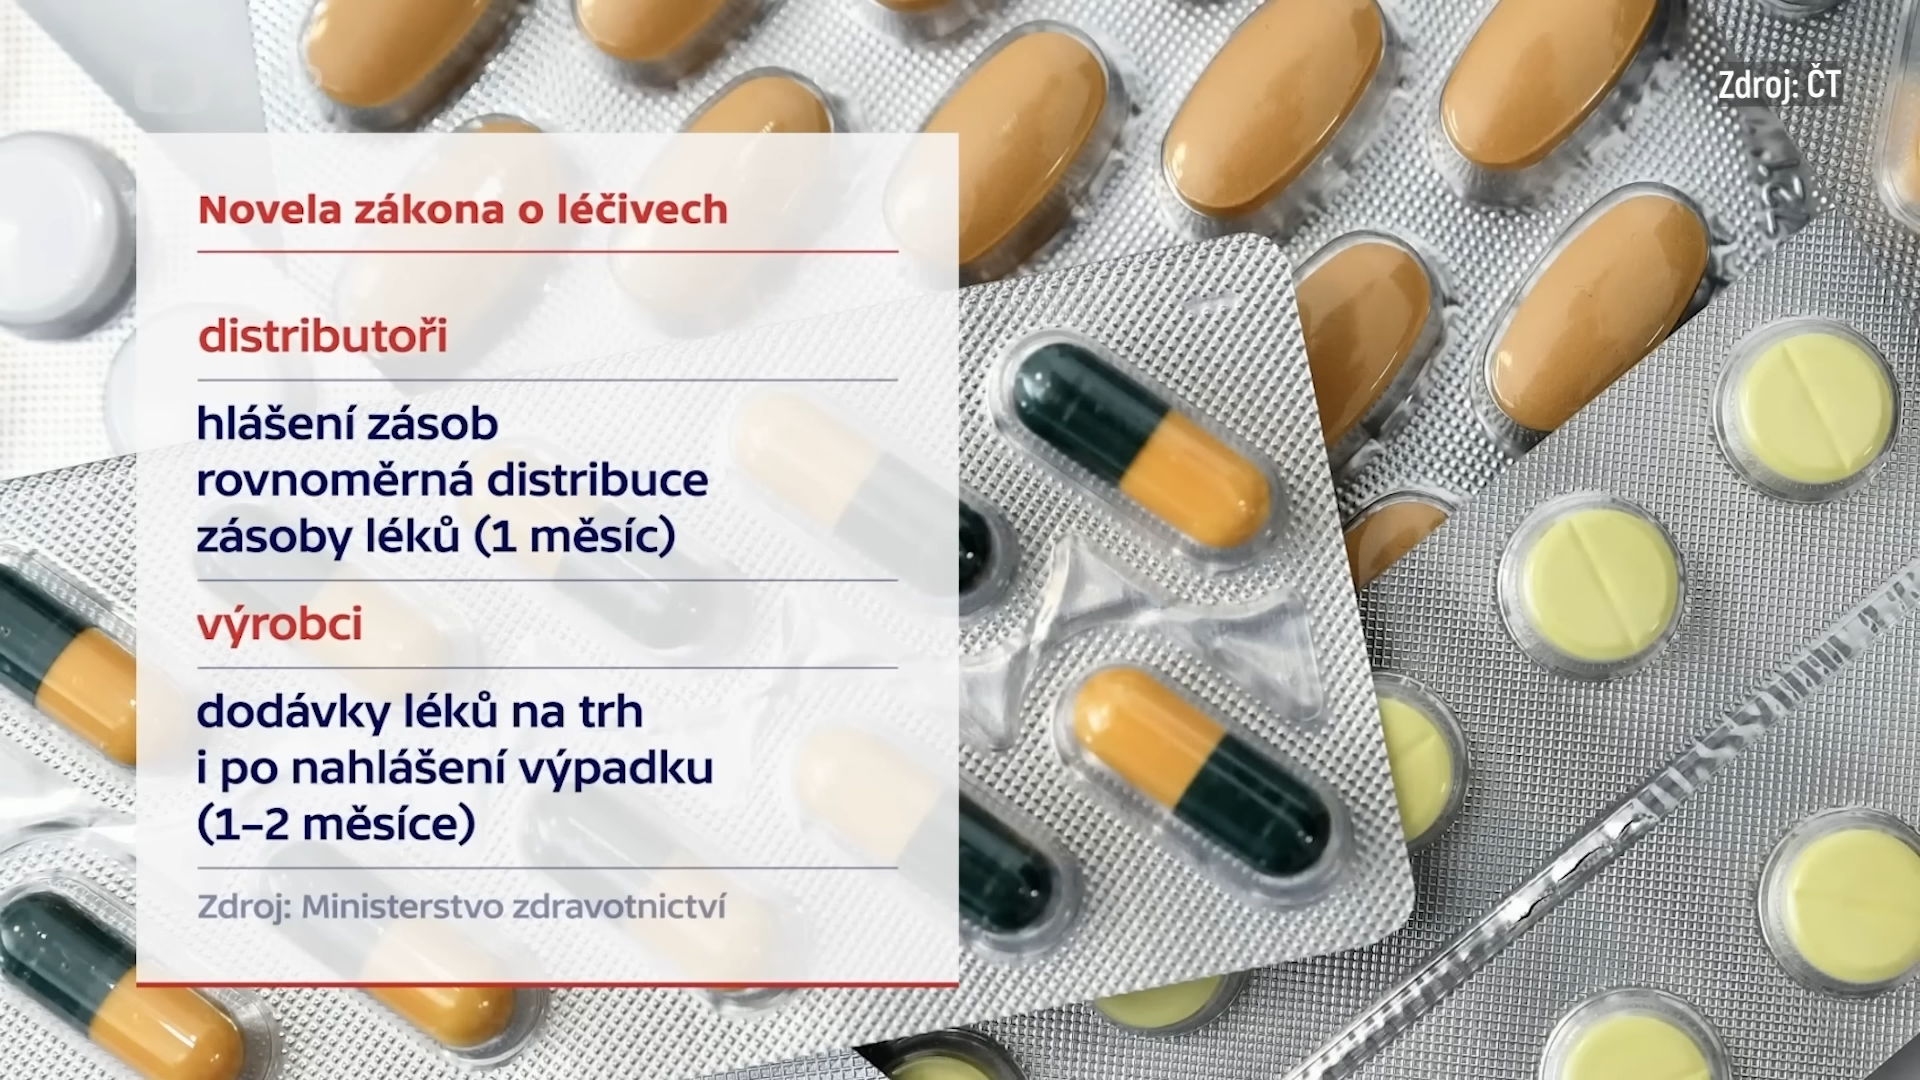 Zdroj: ČT
Novela zákona o léčivech
distributoři
hlášení zásob
rovnoměrná distribuce
zásoby léků (1 měsíc)
výrobci
dodávky léků na trh
i po nahlášení výpadku
(1–2 měsíce)
Zdroj: Ministerstvo zdravotnictví